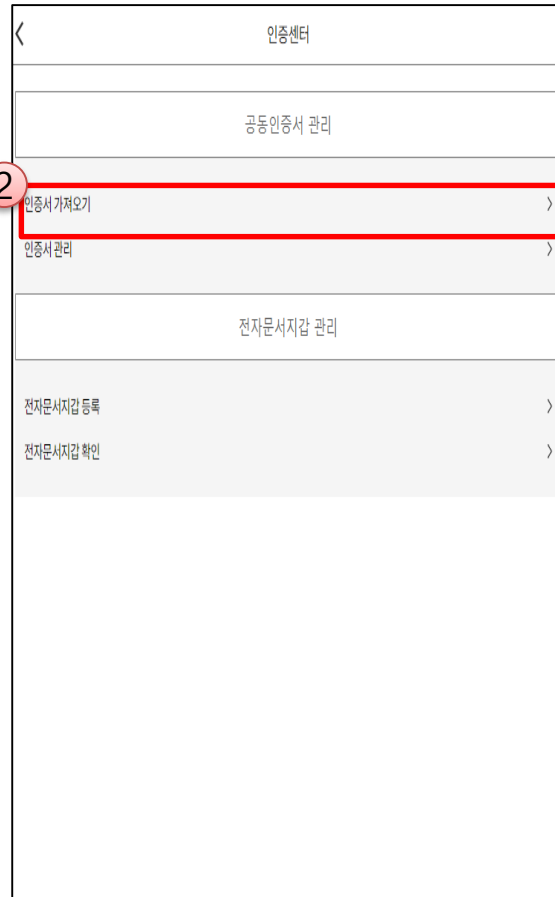 인증센터
공동인증서 관리
2
인증서 가져오기
인증서 관리
전자문서지갑 관리
전자문서지갑 등록
전자문서지갑 확인